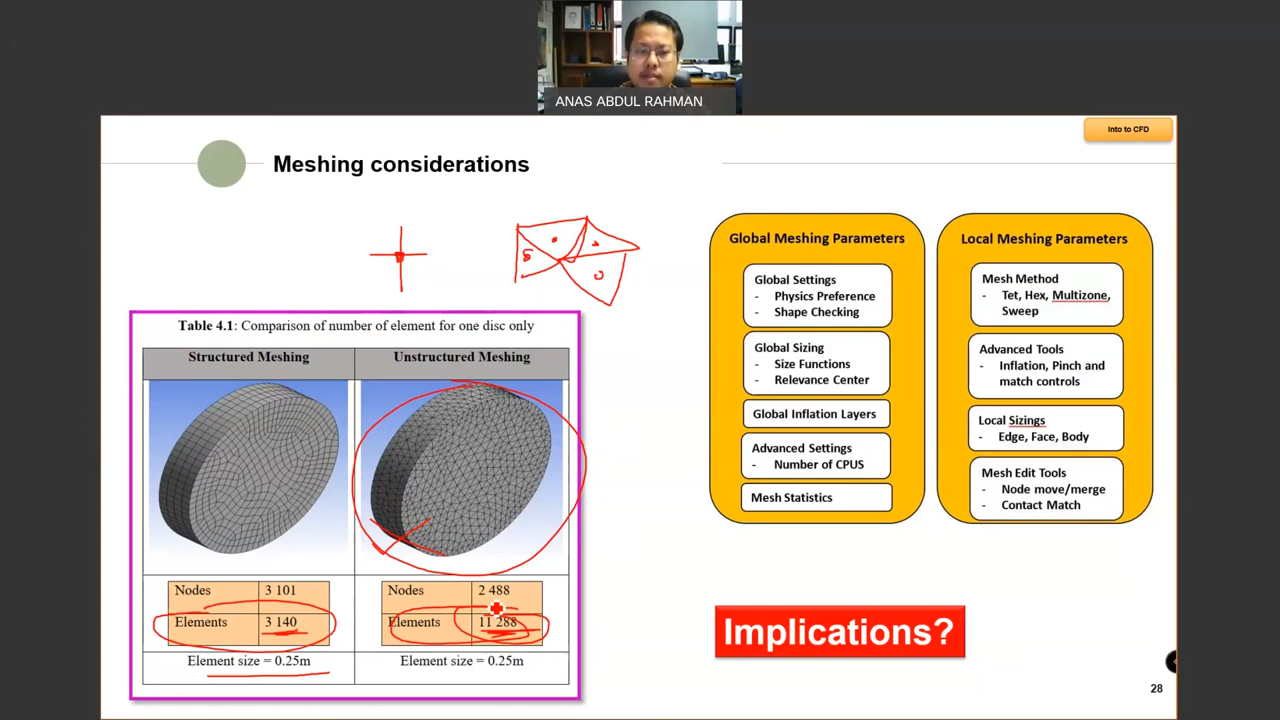 ANAS ABDUL RAHMAN
Into to CFD
Meshing considerations
Table 4.1: Comparison of number of element for one disc only
Structured Meshing
Unstructured Meshing
Nodes
3 101
Elements
3 140
Nodes
2 488
Elements
11 288
Element size = 0.25m
Element size = 0.25m
Global Meshing Parameters
Global Settings
- Physics Preference
- Shape Checking
Global Sizing
- Size Functions
- Relevance Center
Global Inflation Layers
Advanced Settings
- Number of CPUS
Mesh Statistics
Local Meshing Parameters
Mesh Method
- Tet, Hex, Multizone,
Sweep
Advanced Tools
- Inflation, Pinch and
match controls
Local Sizings
- Edge, Face, Body
Mesh Edit Tools
- Node move/merge
- Contact Match
Implications?
28